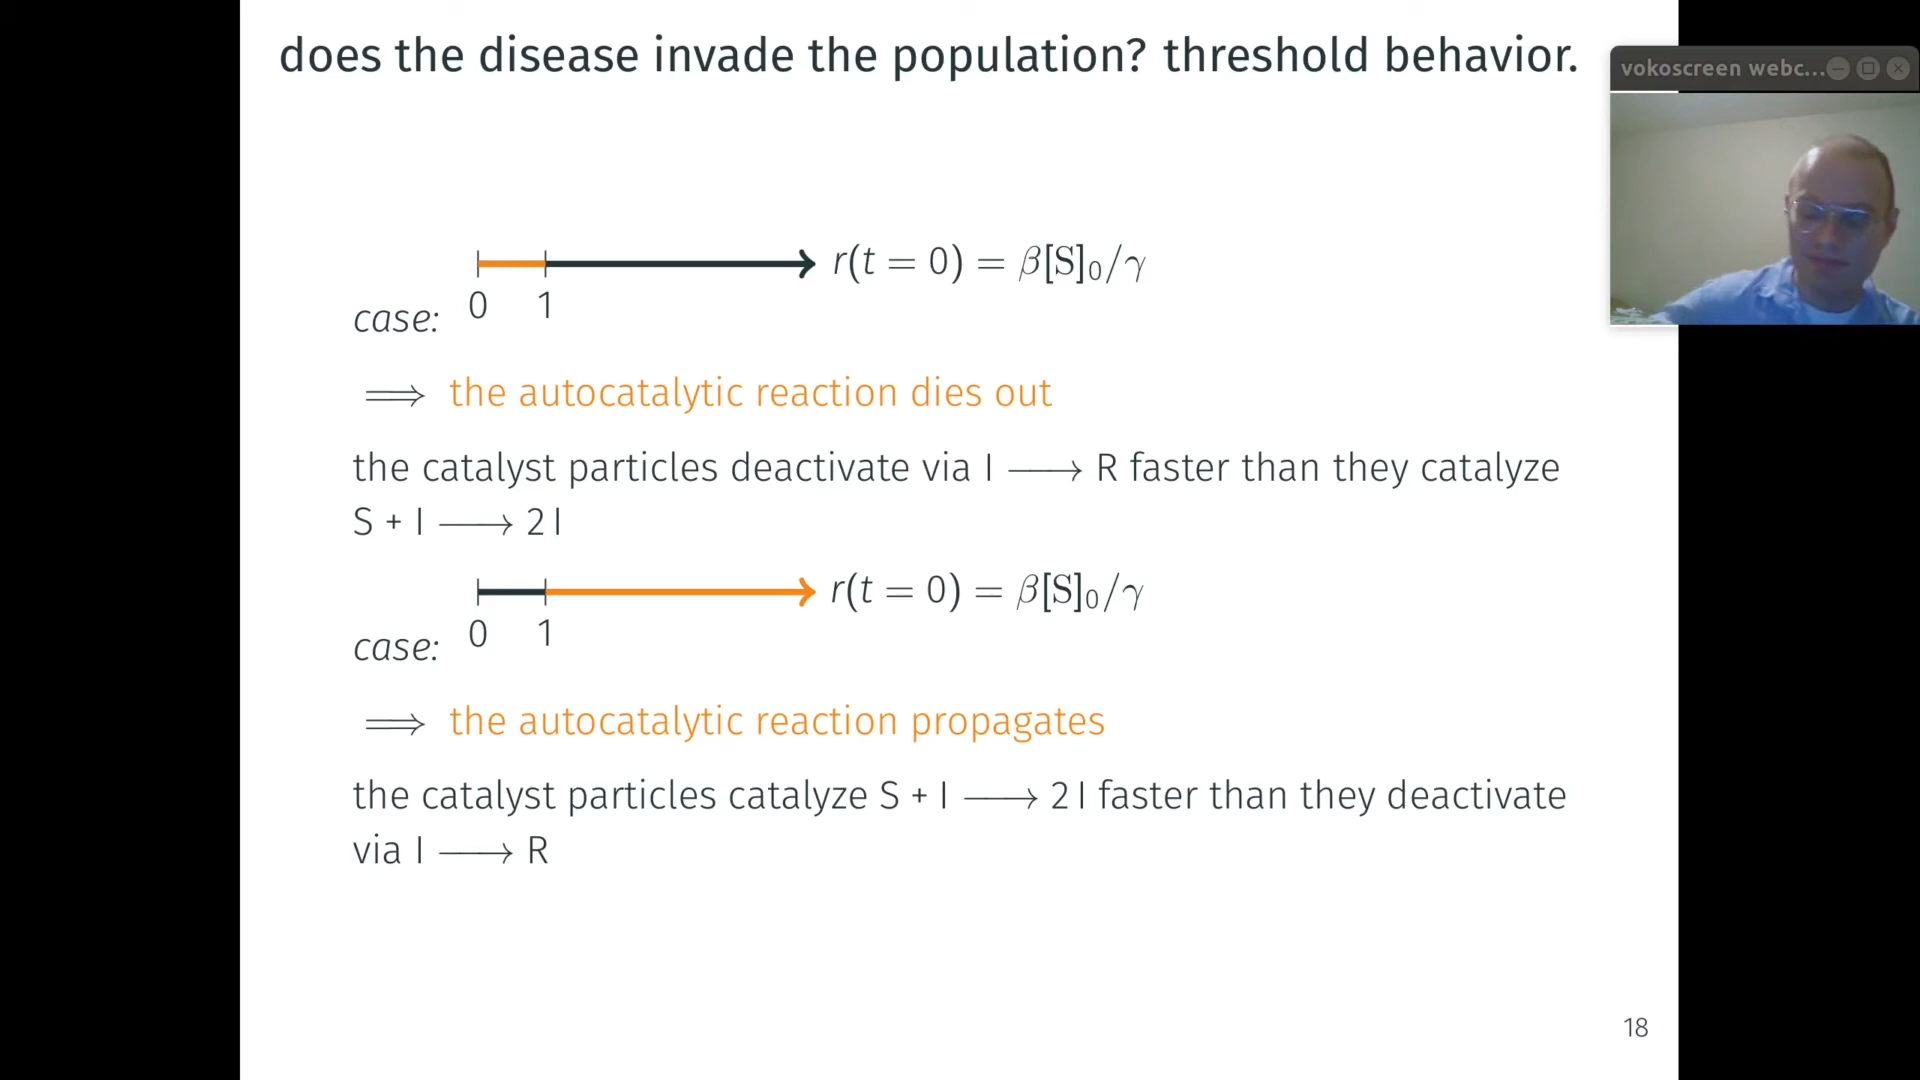 does the disease invade the population? threshold behavior.
vokoscreen webc...
r(t = 0) = β[S]₀/γ
case: 0 1
⟹ the autocatalytic reaction dies out
the catalyst particles deactivate via I ⟶ R faster than they catalyze
S + I ⟶ 2 I
r(t = 0) = β[S]₀/γ
case: 0 1
⟹ the autocatalytic reaction propagates
the catalyst particles catalyze S + I ⟶ 2 I faster than they deactivate
via I ⟶ R
18